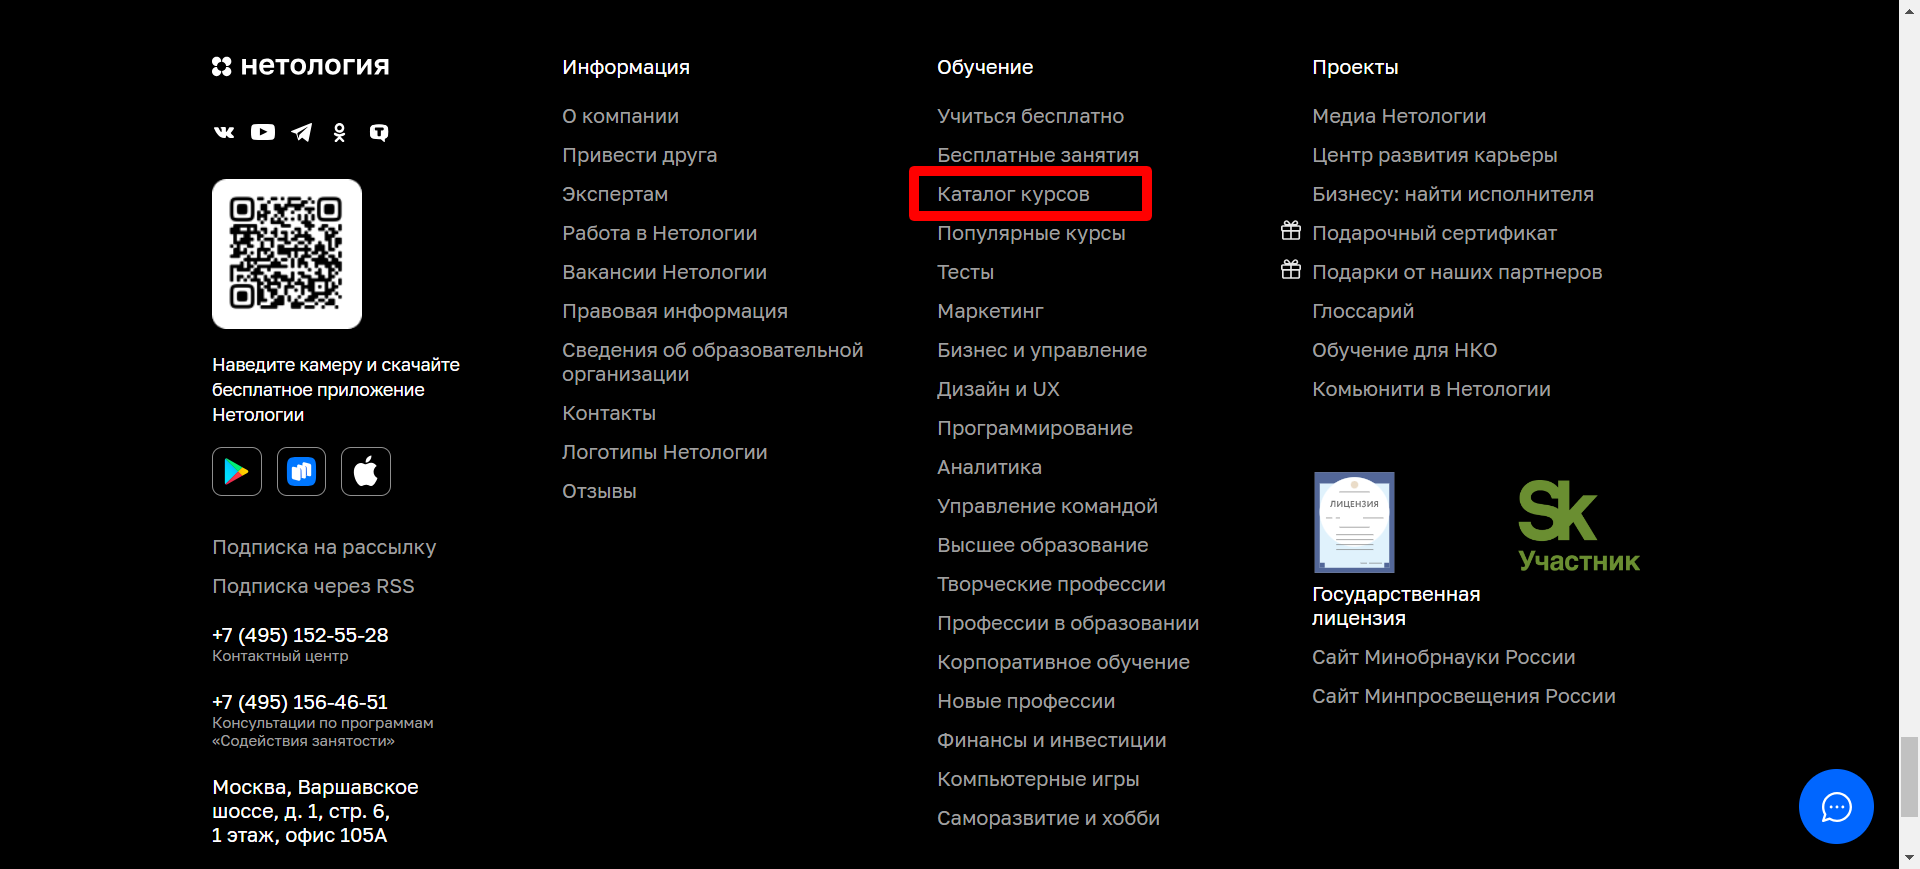 нетология
Наведите камеру и скачайте
бесплатное приложение
Нетологии
Подписка на рассылку
Подписка через RSS
+7 (495) 152-55-28
Контактный центр
+7 (495) 156-46-51
Консультации по программам
«Содействия занятости»
Москва, Варшавское
шоссе, д. 1, стр. 6,
1 этаж, офис 105А
Информация
О компании
Привести друга
Экспертам
Работа в Нетологии
Вакансии Нетологии
Правовая информация
Сведения об образовательной
организации
Контакты
Логотипы Нетологии
Отзывы
Обучение
Учиться бесплатно
Бесплатные занятия
Каталог курсов
Популярные курсы
Тесты
Маркетинг
Бизнес и управление
Дизайн и UX
Программирование
Аналитика
Управление командой
Высшее образование
Творческие профессии
Профессии в образовании
Корпоративное обучение
Новые профессии
Финансы и инвестиции
Компьютерные игры
Саморазвитие и хобби
Проекты
Медиа Нетологии
Центр развития карьеры
Бизнесу: найти исполнителя
Подарочный сертификат
Подарки от наших партнеров
Глоссарий
Обучение для НКО
Комьюнити в Нетологии
ЛИЦЕНЗИЯ
Sk
Участник
Государственная
лицензия
Сайт Минобрнауки России
Сайт Минпросвещения России